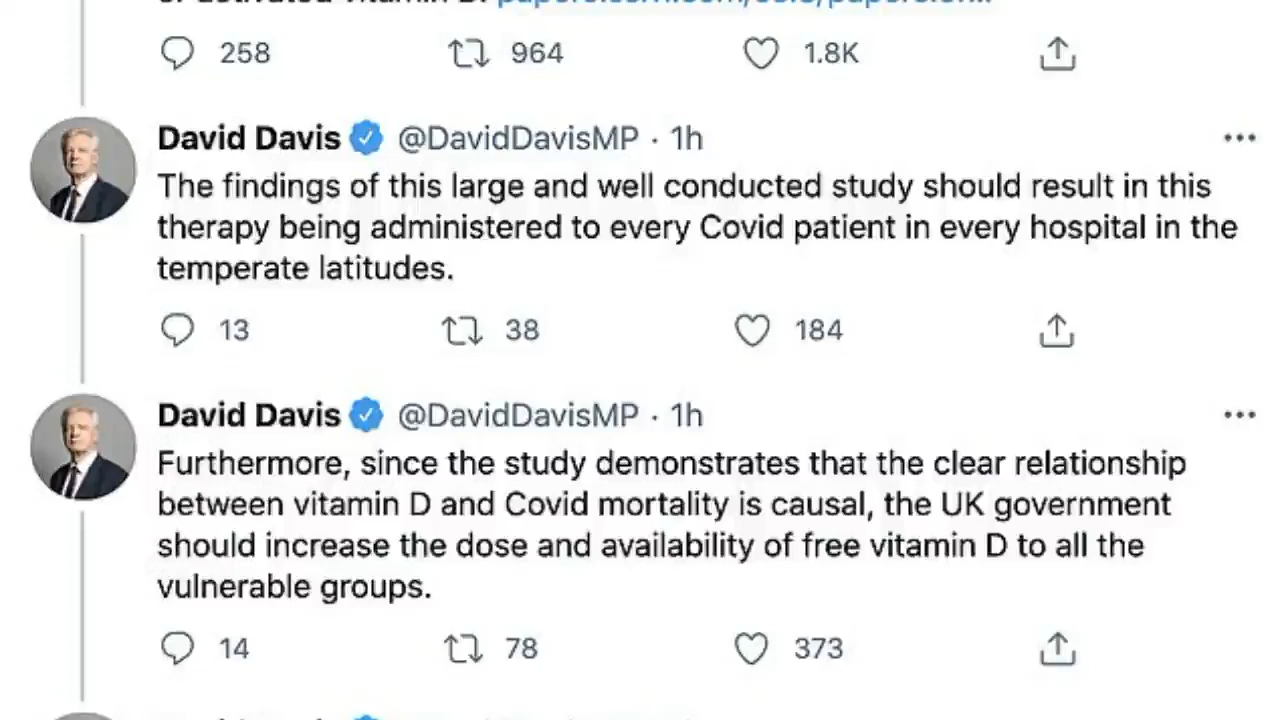 258 964 1.8K
David Davis @DavidDavisMP · 1h
The findings of this large and well conducted study should result in this
therapy being administered to every Covid patient in every hospital in the
temperate latitudes.
13 38 184
David Davis @DavidDavisMP · 1h
Furthermore, since the study demonstrates that the clear relationship
between vitamin D and Covid mortality is causal, the UK government
should increase the dose and availability of free vitamin D to all the
vulnerable groups.
14 78 373